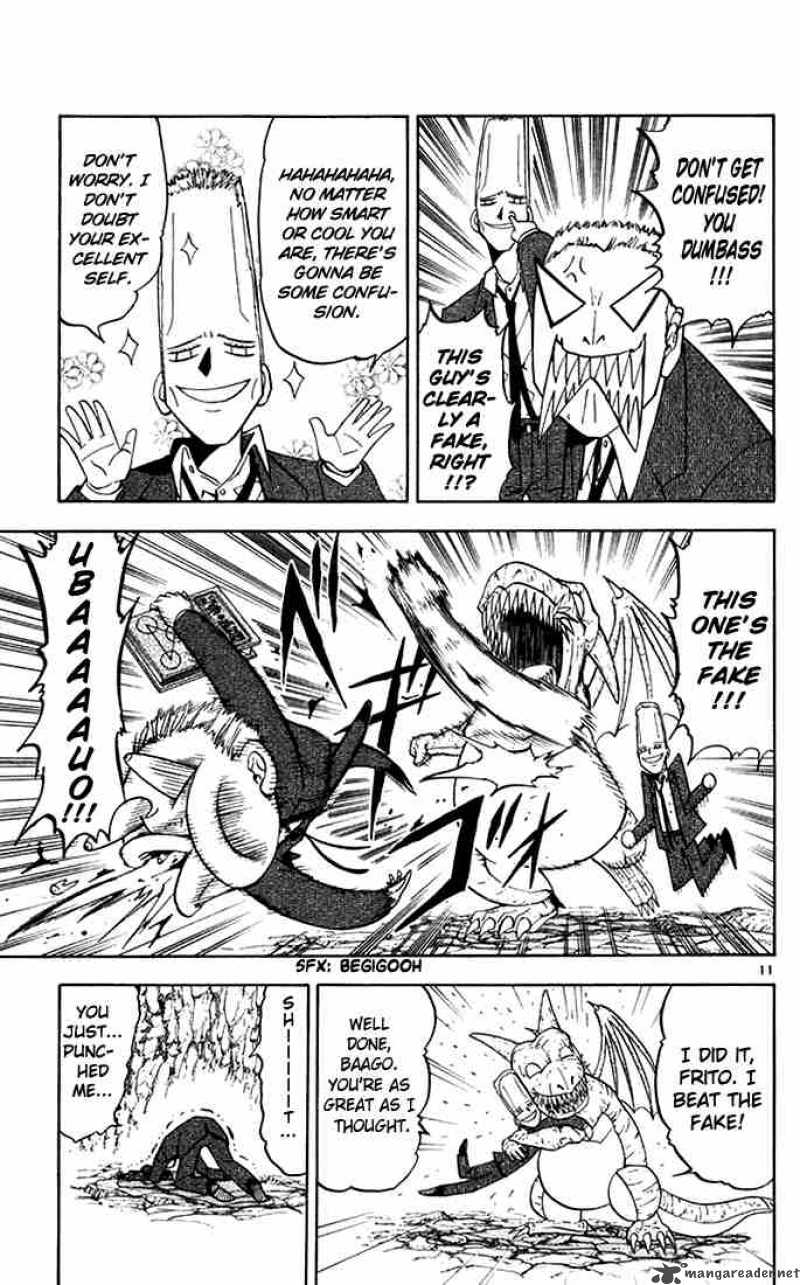 DON'T GET
CONFUSED!
YOU
DUMBASS
!!!
THIS
GUY'S
CLEAR-
LY A
FAKE,
RIGHT
!!?
HAHAHAHAHA,
NO MATTER
HOW SMART
OR COOL YOU
ARE, THERE'S
GONNA BE
SOME CONFU-
SION.
DON'T
WORRY. I
DON'T
DOUBT
YOUR EX-
CELLENT
SELF.
THIS
ONE'S
THE
FAKE
!!!
UBAAAAAUO!!!
SFX: BEGIGOOH
11
I DID IT,
FRITO. I
BEAT THE
FAKE!
WELL
DONE,
BAAGO.
YOU'RE AS
GREAT AS I
THOUGHT.
SHIIIIT...
YOU
JUST...
PUNC-
HED
ME...
mangareader.net